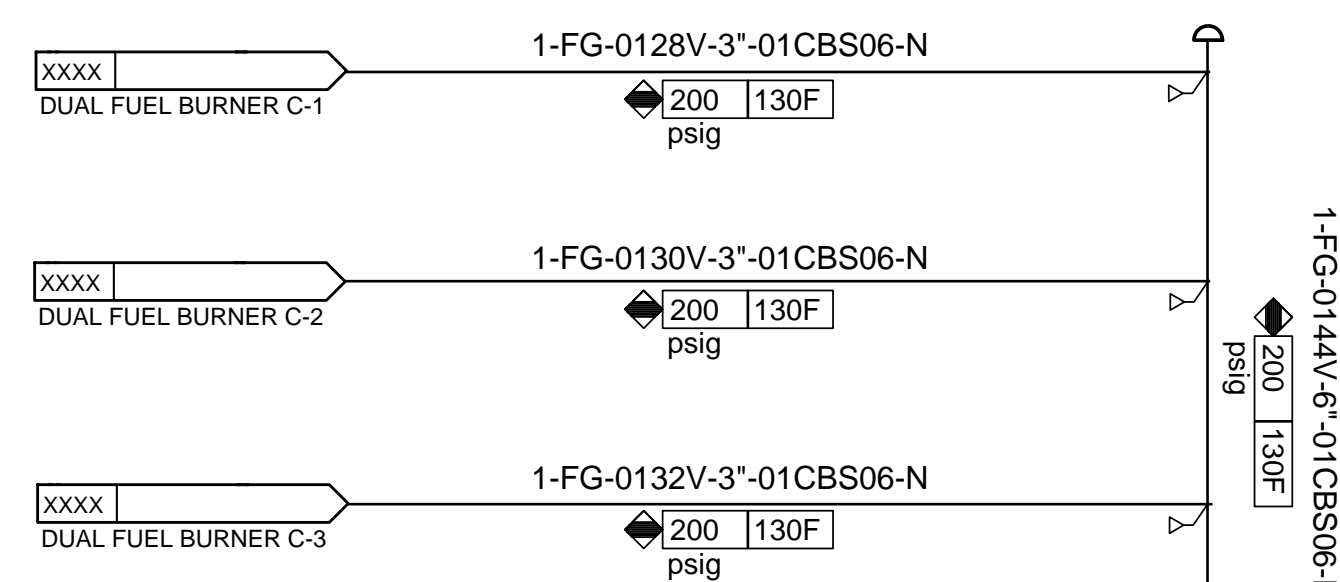 1-FG-0128V-3"-01CBS06-N
XXXX
DUAL FUEL BURNER C-1
200 130F
psig
1-FG-0130V-3"-01CBS06-N
XXXX
DUAL FUEL BURNER C-2
200 130F
psig
1-FG-0132V-3"-01CBS06-N
XXXX
DUAL FUEL BURNER C-3
200 130F
psig
1-FG-0144V-6"-01CBS06-
200 130F
psig